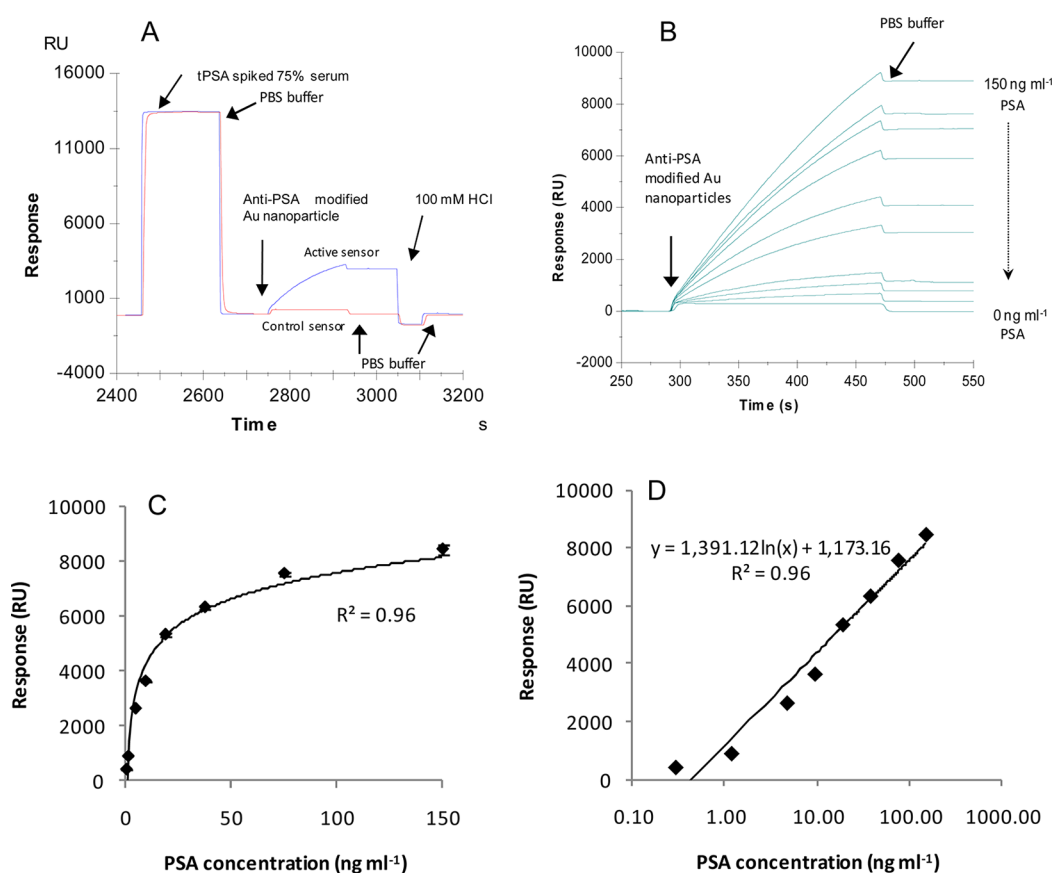 A
RU
16000
11000
6000
1000
-4000
Response
tPSA spiked 75% serum
PBS buffer
Anti-PSA modified
Au nanoparticle
100 mM HCl
Active sensor
Control sensor
PBS buffer
2400 2600 2800 3000 3200
Time
s
B
10000
8000
6000
4000
2000
0
-2000
Response (RU)
PBS buffer
150 ng ml-1
PSA
Anti-PSA
modified Au
nanoparticles
0 ng ml-1
PSA
250 300 350 400 450 500 550
Time (s)
C
10000
8000
6000
4000
2000
0
Response (RU)
R² = 0.96
0 50 100 150
PSA concentration (ng ml-1)
D
10000
8000
6000
4000
2000
0
Response (RU)
y = 1,391.12ln(x) + 1,173.16
R² = 0.96
0.10 1.00 10.00 100.00 1000.00
PSA concentration (ng ml-1)